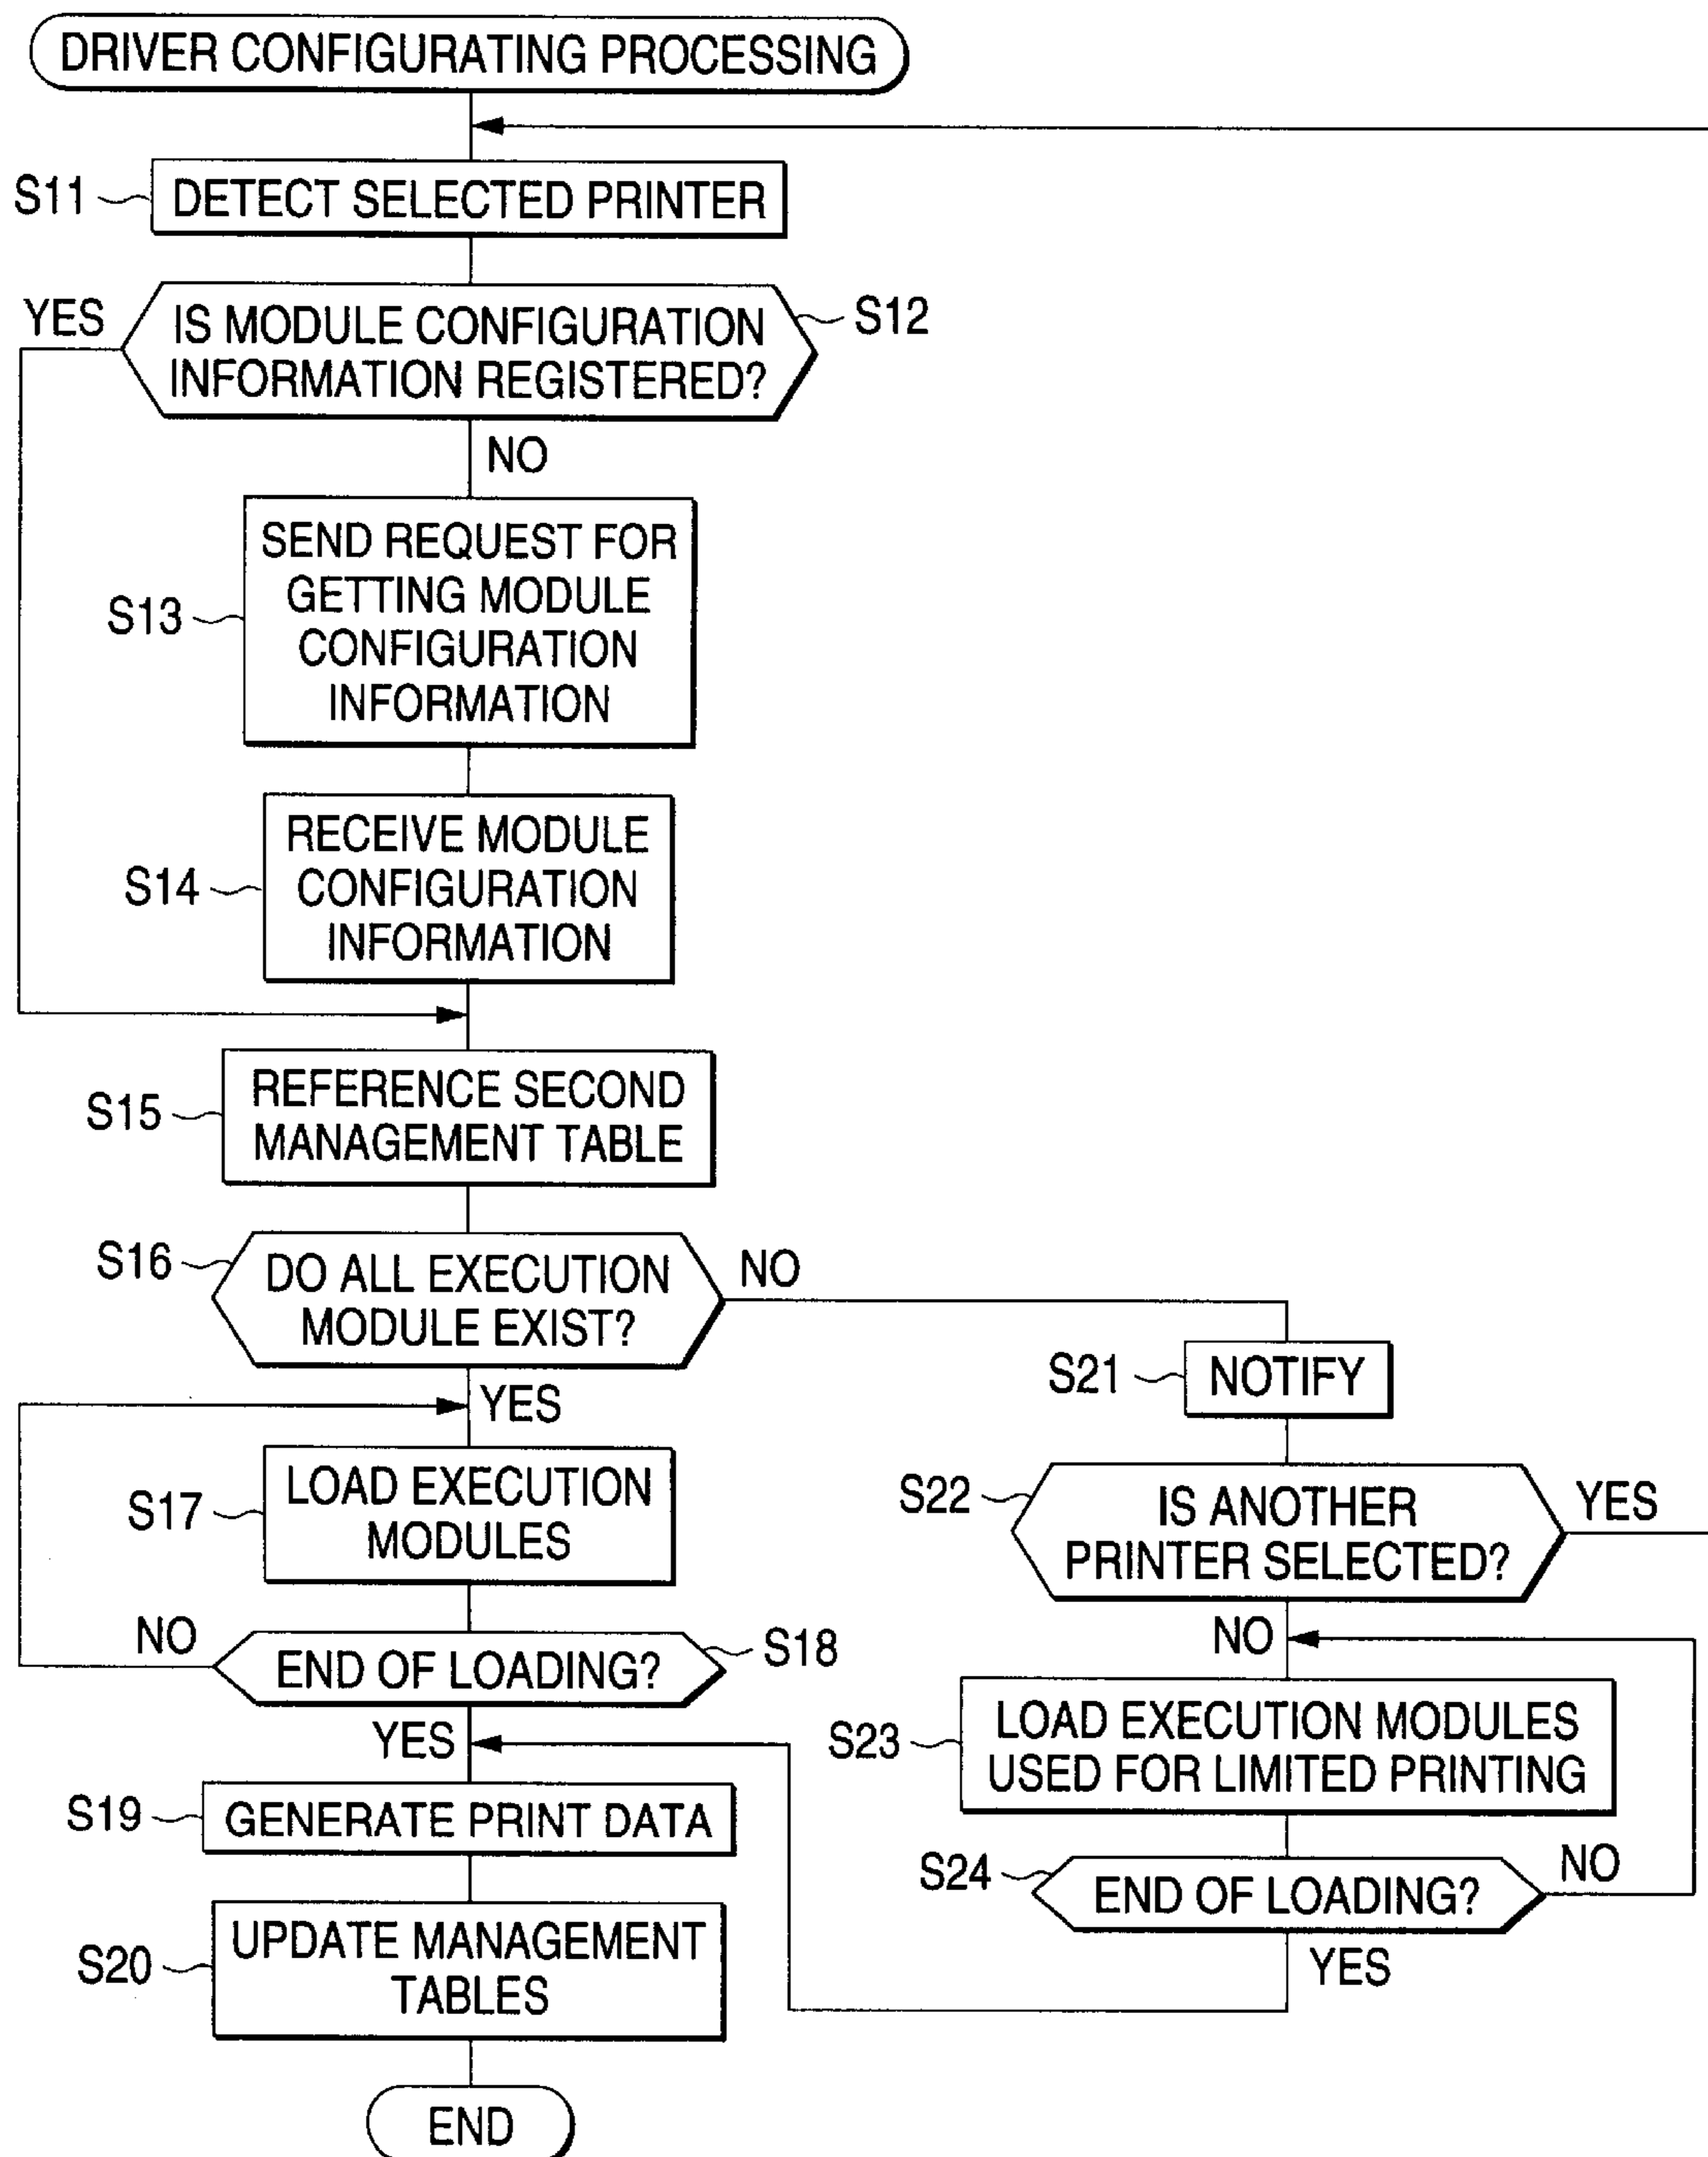 DRIVER CONFIGURATING PROCESSING
S11
DETECT SELECTED PRINTER
YES
IS MODULE CONFIGURATION
INFORMATION REGISTERED?
S12
NO
S13
SEND REQUEST FOR
GETTING MODULE
CONFIGURATION
INFORMATION
S14
RECEIVE MODULE
CONFIGURATION
INFORMATION
S15
REFERENCE SECOND
MANAGEMENT TABLE
S16
DO ALL EXECUTION
MODULE EXIST?
NO
YES
S17
LOAD EXECUTION
MODULES
NO
END OF LOADING?
S18
YES
S19
GENERATE PRINT DATA
S20
UPDATE MANAGEMENT
TABLES
END
S21
NOTIFY
S22
IS ANOTHER
PRINTER SELECTED?
YES
NO
S23
LOAD EXECUTION MODULES
USED FOR LIMITED PRINTING
S24
END OF LOADING?
NO
YES